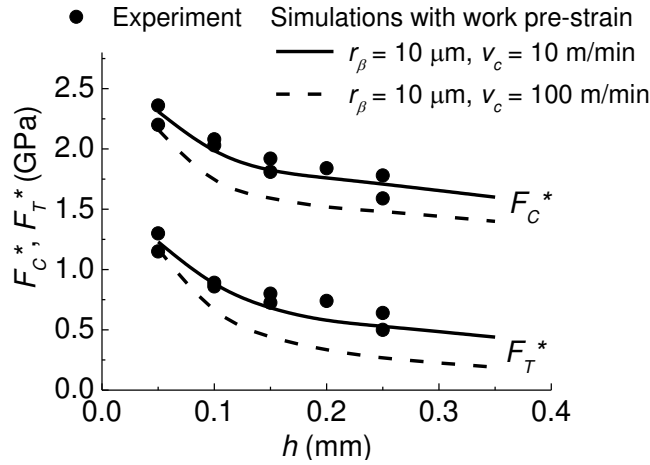 Experiment Simulations with work pre-strain
r_β = 10 μm, v_c = 10 m/min
r_β = 10 μm, v_c = 100 m/min
2.5
2.0
1.5
1.0
0.5
0.0
F_C*, F_T* (GPa)
F_C*
F_T*
0.0 0.1 0.2 0.3 0.4
h (mm)